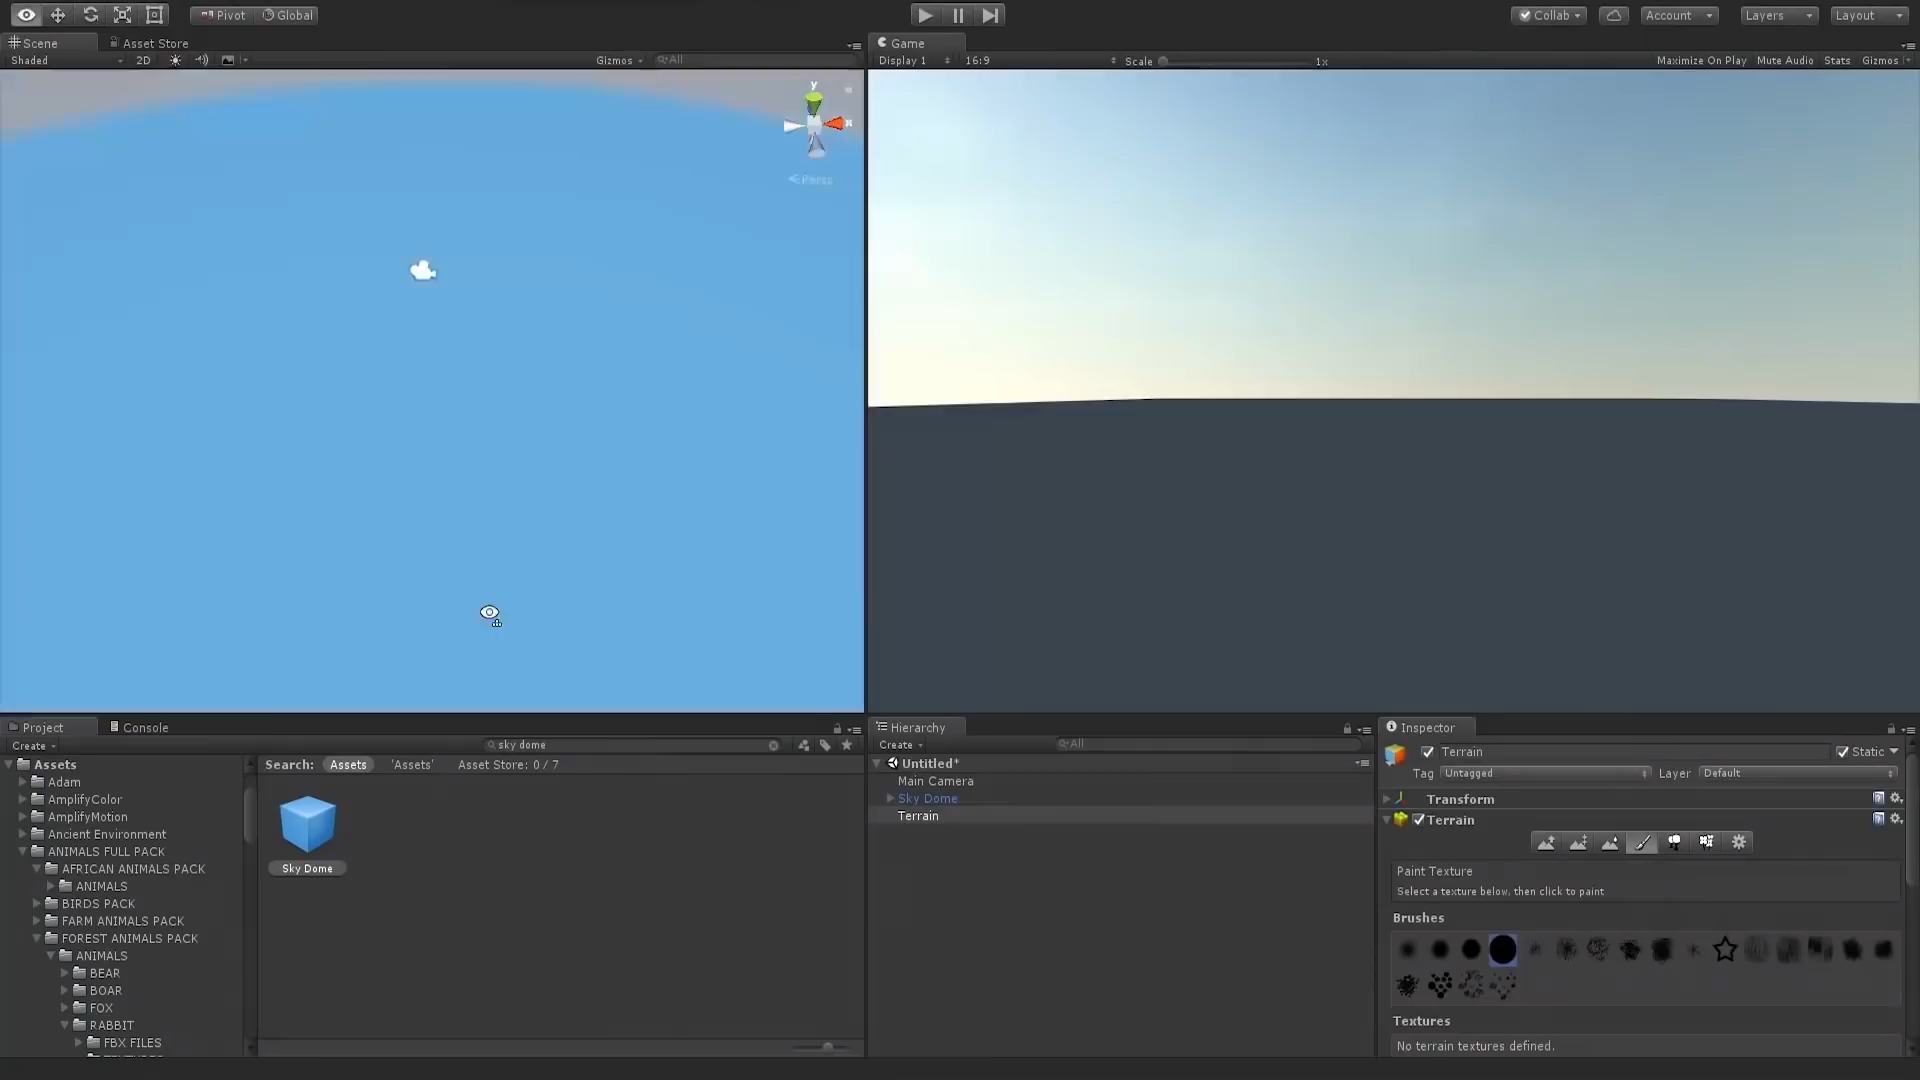 Pivot Global Collab Account Layers Layout
Scene Asset Store
Shaded 2D Gizmos All
y
x
Persp
Game
Display 1 16:9 Scale 1x Maximize On Play Mute Audio Stats Gizmos
Project Console
Create sky dome
Assets
Adam
AmplifyColor
AmplifyMotion
Ancient Environment
ANIMALS FULL PACK
AFRICAN ANIMALS PACK
ANIMALS
BIRDS PACK
FARM ANIMALS PACK
FOREST ANIMALS PACK
ANIMALS
BEAR
BOAR
FOX
RABBIT
FBX FILES
Search: Assets 'Assets' Asset Store: 0 / 7
Sky Dome
Hierarchy
Create All
Untitled*
Main Camera
Sky Dome
Terrain
Inspector
Terrain Static
Tag Untagged Layer Default
Transform
Terrain
Paint Texture
Select a texture below, then click to paint
Brushes
Textures
No terrain textures defined.